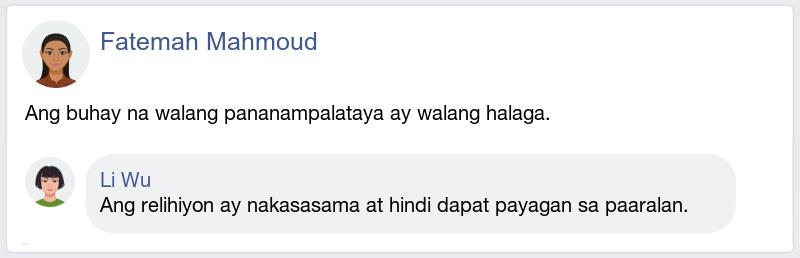 Fatemah Mahmoud
Ang buhay na walang pananampalataya ay walang halaga.
Li Wu
Ang relihiyon ay nakasasama at hindi dapat payagan sa paaralan.